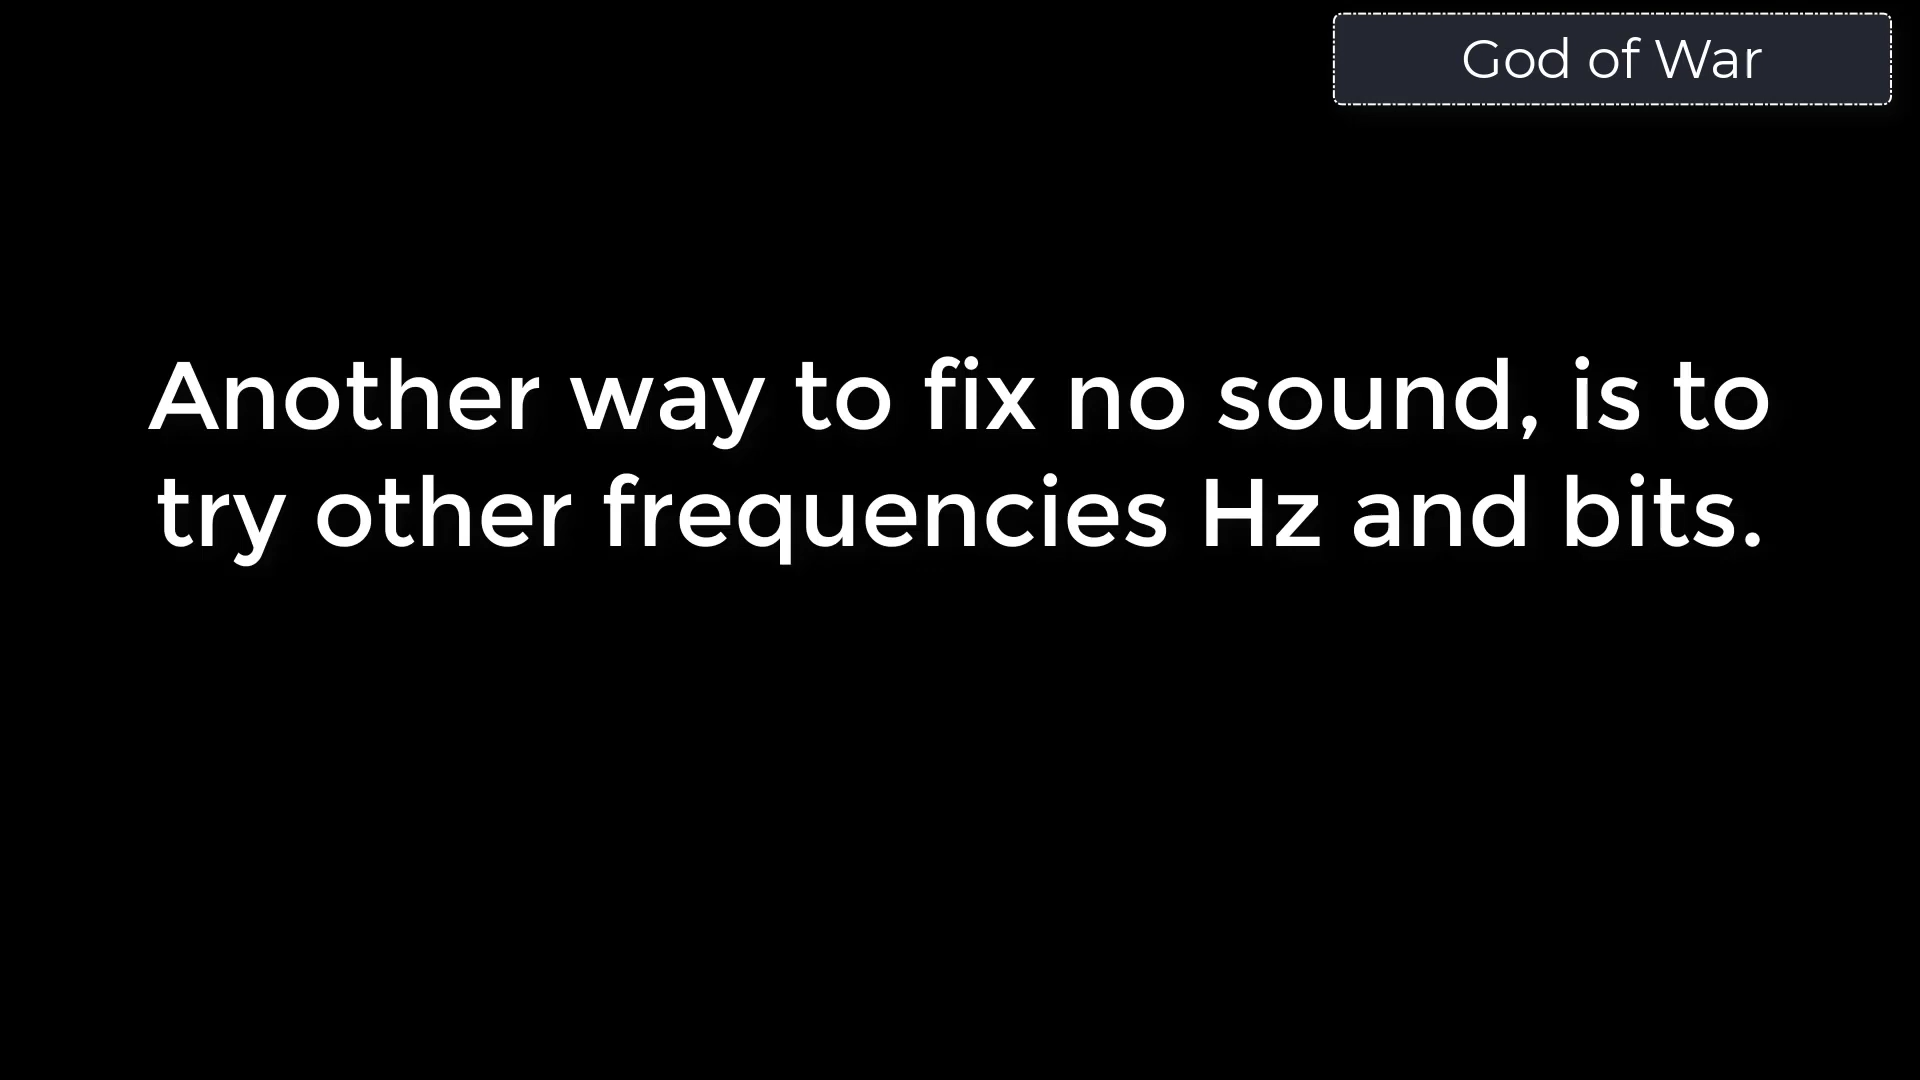 God of War
Another way to fix no sound, is to
try other frequencies Hz and bits.